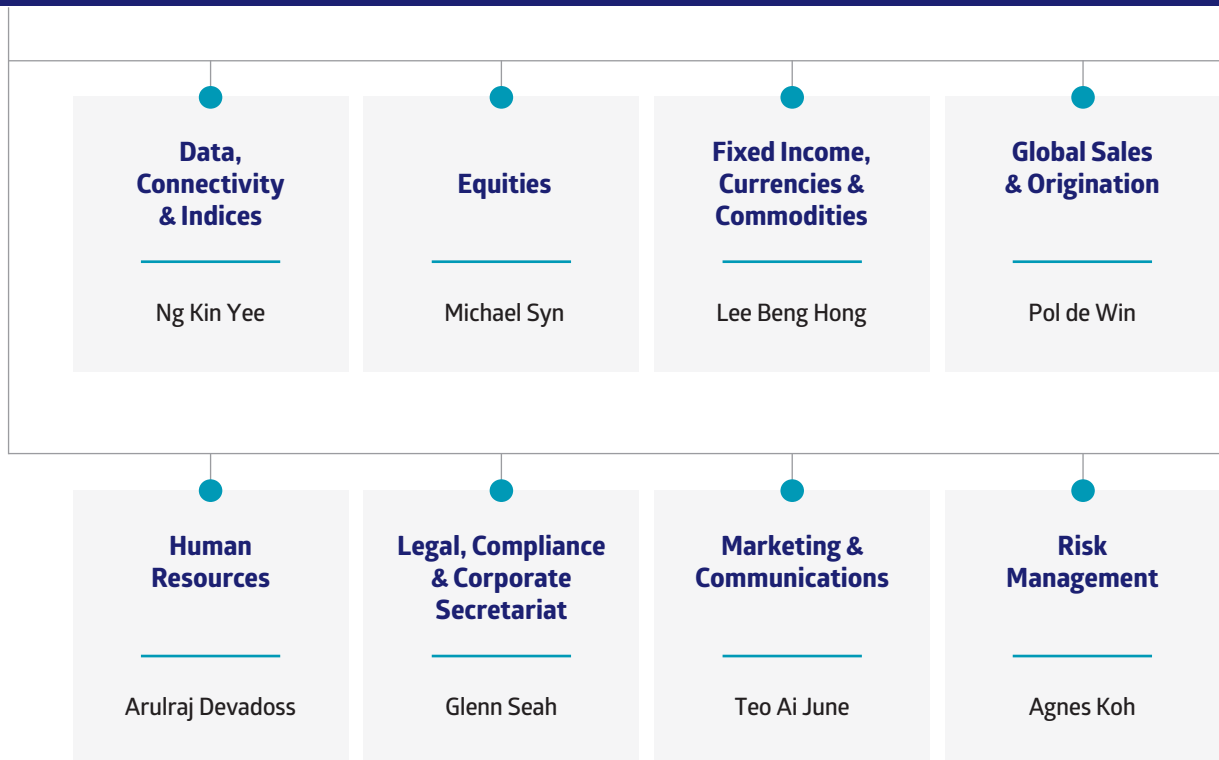 Data,
Connectivity
& Indices
Ng Kin Yee
Equities
Michael Syn
Fixed Income,
Currencies &
Commodities
Lee Beng Hong
Global Sales
& Origination
Pol de Win
Human
Resources
Arulraj Devadoss
Legal, Compliance
& Corporate
Secretariat
Glenn Seah
Marketing &
Communications
Teo Ai June
Risk
Management
Agnes Koh